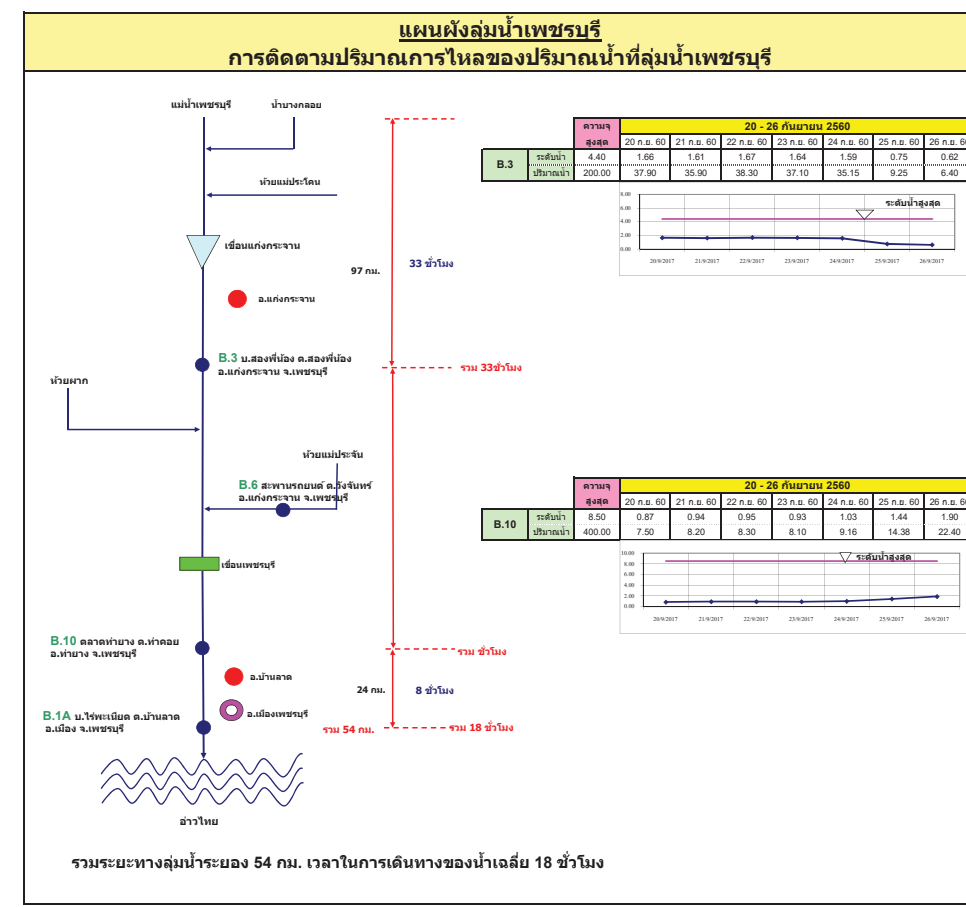 แผนผังลุ่มน้ำเพชรบุรี
การติดตามปริมาณการไหลของปริมาณน้ำที่ลุ่มน้ำเพชรบุรี
แม่น้ำเพชรบุรี น้ำบางกลอย
ห้วยแม่ประโดน
เขื่อนแก่งกระจาน
97 กม. 33 ชั่วโมง
อ.แก่งกระจาน
B.3 บ.สองพี่น้อง ต.สองพี่น้อง
อ.แก่งกระจาน จ.เพชรบุรี
รวม 33ชั่วโมง
ห้วยผาก
ห้วยแม่ประจัน
B.6 สะพานรถยนต์ ต.วังจันทร์
อ.แก่งกระจาน จ.เพชรบุรี
เขื่อนเพชรบุรี
B.10 ตลาดท่ายาง ต.ท่าคอย
อ.ท่ายาง จ.เพชรบุรี
รวม ชั่วโมง
อ.บ้านลาด
24 กม. 8 ชั่วโมง
B.1A บ.ไร่พะเนียด ต.บ้านลาด
อ.เมือง จ.เพชรบุรี
อ.เมืองเพชรบุรี
รวม 54 กม. รวม 18 ชั่วโมง
อ่าวไทย
รวมระยะทางลุ่มน้ำระยอง 54 กม. เวลาในการเดินทางของน้ำเฉลี่ย 18 ชั่วโมง
ความจุ 20 - 26 กันยายน 2560
สูงสุด 20 ก.ย. 60 21 ก.ย. 60 22 ก.ย. 60 23 ก.ย. 60 24 ก.ย. 60 25 ก.ย. 60 26 ก.ย. 60
B.3
ระดับน้ำ 4.40 1.66 1.61 1.67 1.64 1.59 0.75 0.62
ปริมาณน้ำ 200.00 37.90 35.90 38.30 37.10 35.15 9.25 6.40
8.00
6.00
4.00
2.00
0.00
ระดับน้ำสูงสุด
20/9/2017 21/9/2017 22/9/2017 23/9/2017 24/9/2017 25/9/2017 26/9/2017
ความจุ 20 - 26 กันยายน 2560
สูงสุด 20 ก.ย. 60 21 ก.ย. 60 22 ก.ย. 60 23 ก.ย. 60 24 ก.ย. 60 25 ก.ย. 60 26 ก.ย. 60
B.10
ระดับน้ำ 8.50 0.87 0.94 0.95 0.93 1.03 1.44 1.90
ปริมาณน้ำ 400.00 7.50 8.20 8.30 8.10 9.16 14.38 22.40
10.00
8.00
6.00
4.00
2.00
0.00
ระดับน้ำสูงสุด
20/9/2017 21/9/2017 22/9/2017 23/9/2017 24/9/2017 25/9/2017 26/9/2017